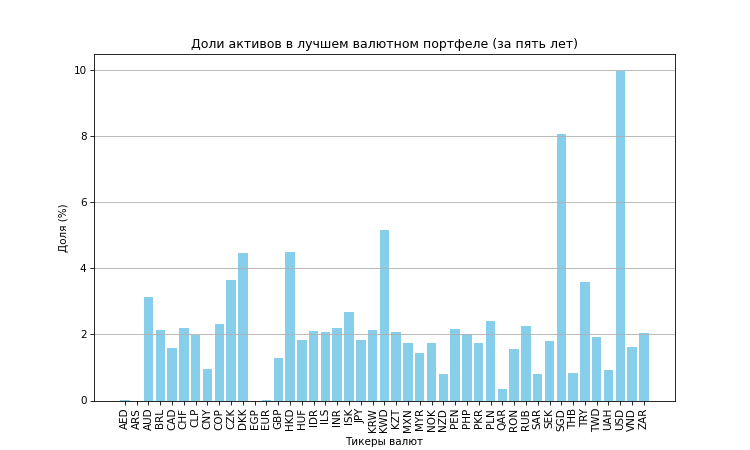 Доли активов в лучшем валютном портфеле (за пять лет)
Доля (%)
10
8
6
4
2
0
AED ARS AUD BRL CAD CHF CLP CNY COP CZK DKK EGP EUR GBP HKD HUF IDR ILS INR ISK JPY KRW KWD KZT MXN MYR NOK NZD PEN PHP PKR PLN QAR RON RUB SAR SEK SGD THB TRY TWD UAH USD VND ZAR
Тикеры валют